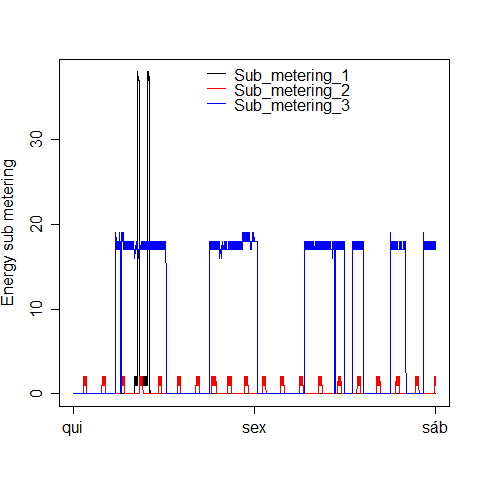 Sub_metering_1
Sub_metering_2
Sub_metering_3
Energy sub metering
30
20
10
0
qui sex sáb